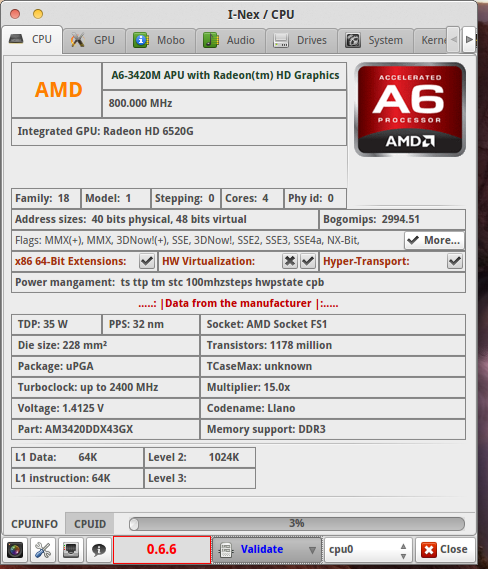 I-Nex / CPU
CPU GPU Mobo Audio Drives System Kerne
AMD
A6-3420M APU with Radeon(tm) HD Graphics
800.000 MHz
Integrated GPU: Radeon HD 6520G
ACCELERATED
A6
PROCESSOR
AMD
Family: 18 Model: 1 Stepping: 0 Cores: 4 Phy id: 0
Address sizes: 40 bits physical, 48 bits virtual Bogomips: 2994.51
Flags: MMX(+), MMX, 3DNow!(+), SSE, 3DNow!, SSE2, SSE3, SSE4a, NX-Bit, More...
x86 64-Bit Extensions: HW Virtualization: Hyper-Transport:
Power mangament: ts ttp tm stc 100mhzsteps hwpstate cpb
.....: |Data from the manufacturer |:.....
TDP: 35 W PPS: 32 nm Socket: AMD Socket FS1
Die size: 228 mm² Transistors: 1178 million
Package: uPGA TCaseMax: unknown
Turboclock: up to 2400 MHz Multiplier: 15.0x
Voltage: 1.4125 V Codename: Llano
Part: AM3420DDX43GX Memory support: DDR3
L1 Data: 64K Level 2: 1024K
L1 instruction: 64K Level 3:
CPUINFO CPUID 3%
0.6.6 Validate cpu0 Close